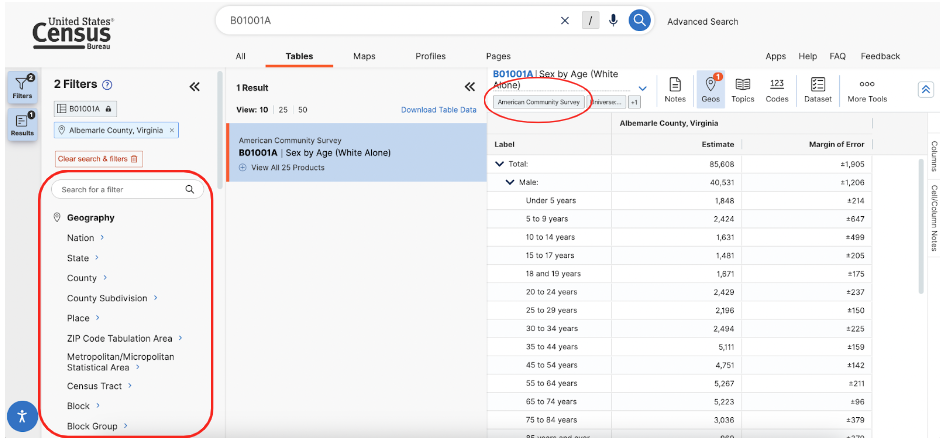 United States®
Census
Bureau
B01001A
/
Advanced Search
All Tables Maps Profiles Pages
Apps Help FAQ Feedback
2
Filters
1
Results
2 Filters
B01001A
Albemarle County, Virginia ×
Clear search & filters
Search for a filter
Geography
Nation
State
County
County Subdivision
Place
ZIP Code Tabulation Area
Metropolitan/Micropolitan
Statistical Area
Census Tract
Block
Block Group
1 Result
View: 10 | 25 | 50 Download Table Data
American Community Survey
B01001A | Sex by Age (White Alone)
View All 25 Products
B01001A | Sex by Age (White
Alone)
American Community Survey Universe:... +1
Notes
1
Geos
Topics
123
Codes
Dataset
More Tools
Albemarle County, Virginia
Label Estimate Margin of Error
Total: 85,608 ±1,905
Male: 40,531 ±1,206
Under 5 years 1,848 ±214
5 to 9 years 2,424 ±647
10 to 14 years 1,631 ±499
15 to 17 years 1,481 ±205
18 and 19 years 1,671 ±175
20 to 24 years 2,429 ±237
25 to 29 years 2,196 ±150
30 to 34 years 2,494 ±225
35 to 44 years 5,111 ±159
45 to 54 years 4,751 ±142
55 to 64 years 5,267 ±211
65 to 74 years 5,223 ±96
75 to 84 years 3,036 ±379
85 years and over 969 ±270
Columns
Cell/Column Notes